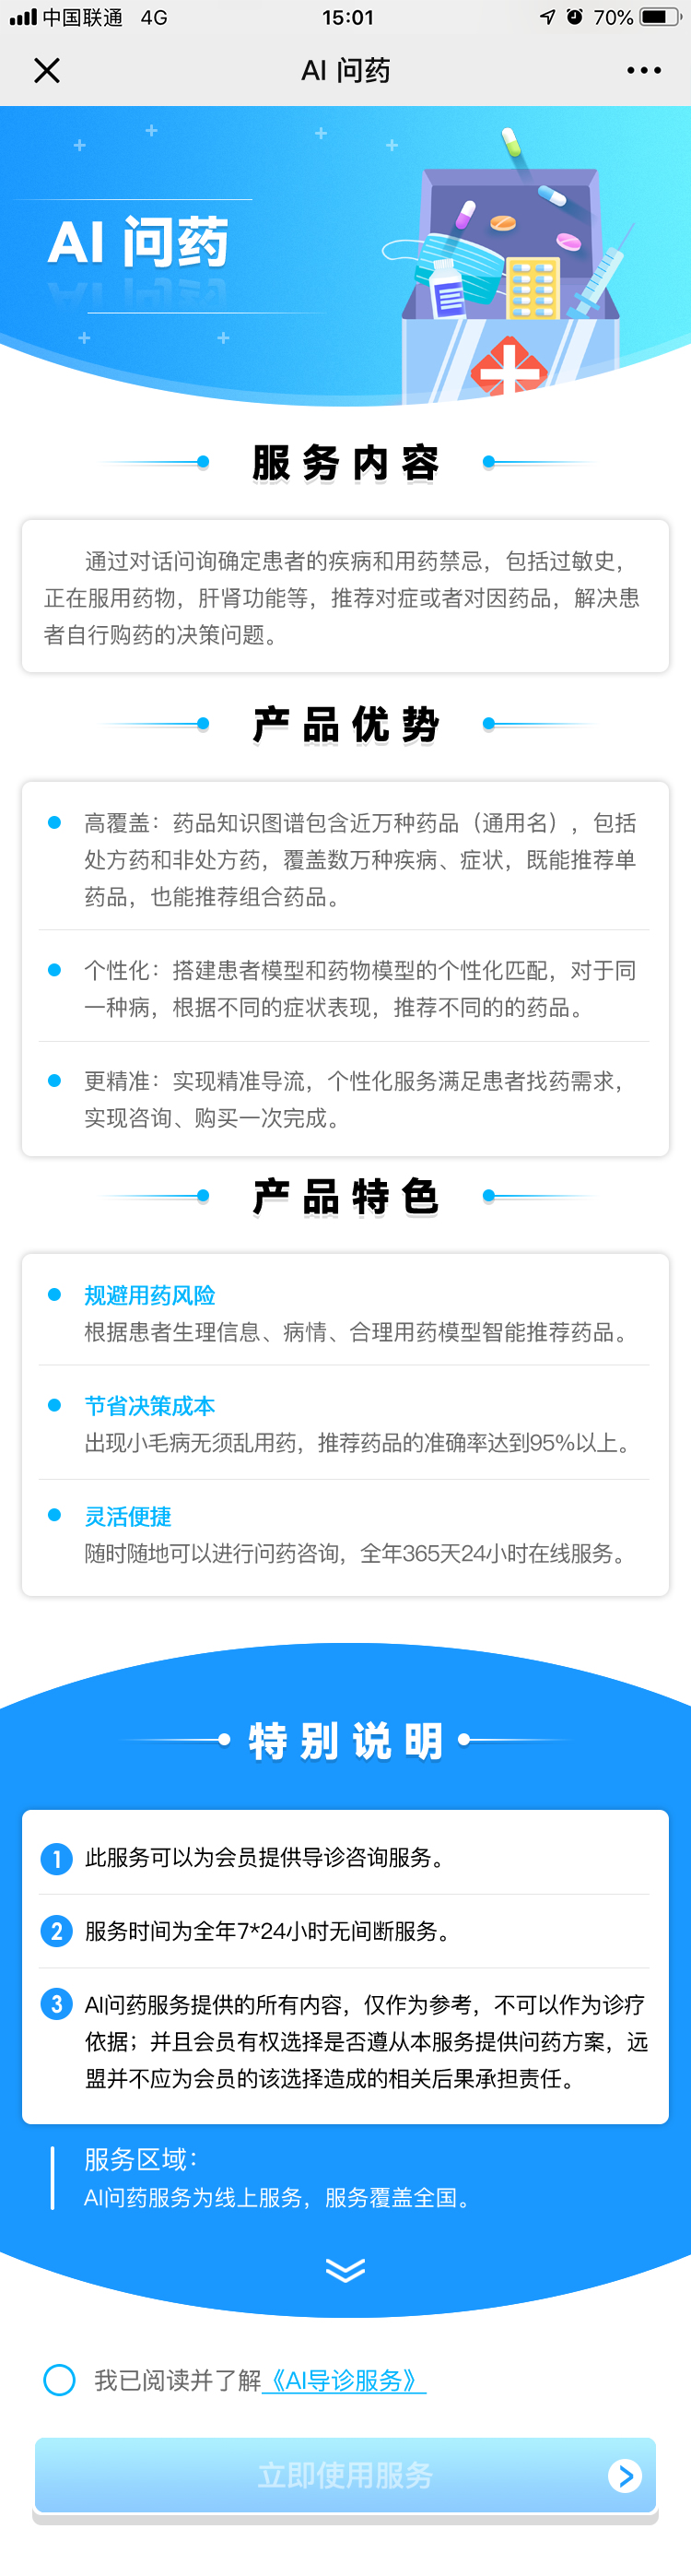 中国联通 4G 15:01 70%
AI 问药
AI 问药
服务内容
通过对话问询确定患者的疾病和用药禁忌，包括过敏史，
正在服用药物，肝肾功能等，推荐对症或者对因药品，解决患
者自行购药的决策问题。
产品优势
高覆盖：药品知识图谱包含近万种药品（通用名），包括
处方药和非处方药，覆盖数万种疾病、症状，既能推荐单
药品，也能推荐组合药品。
个性化：搭建患者模型和药物模型的个性化匹配，对于同
一种病，根据不同的症状表现，推荐不同的的药品。
更精准：实现精准导流，个性化服务满足患者找药需求，
实现咨询、购买一次完成。
产品特色
规避用药风险
根据患者生理信息、病情、合理用药模型智能推荐药品。
节省决策成本
出现小毛病无须乱用药，推荐药品的准确率达到95%以上。
灵活便捷
随时随地可以进行问药咨询，全年365天24小时在线服务。
特别说明
1 此服务可以为会员提供导诊咨询服务。
2 服务时间为全年7*24小时无间断服务。
3 AI问药服务提供的所有内容，仅作为参考，不可以作为诊疗
依据；并且会员有权选择是否遵从本服务提供问药方案，远
盟并不应为会员的该选择造成的相关后果承担责任。
服务区域：
AI问药服务为线上服务，服务覆盖全国。
我已阅读并了解《AI导诊服务》
立即使用服务